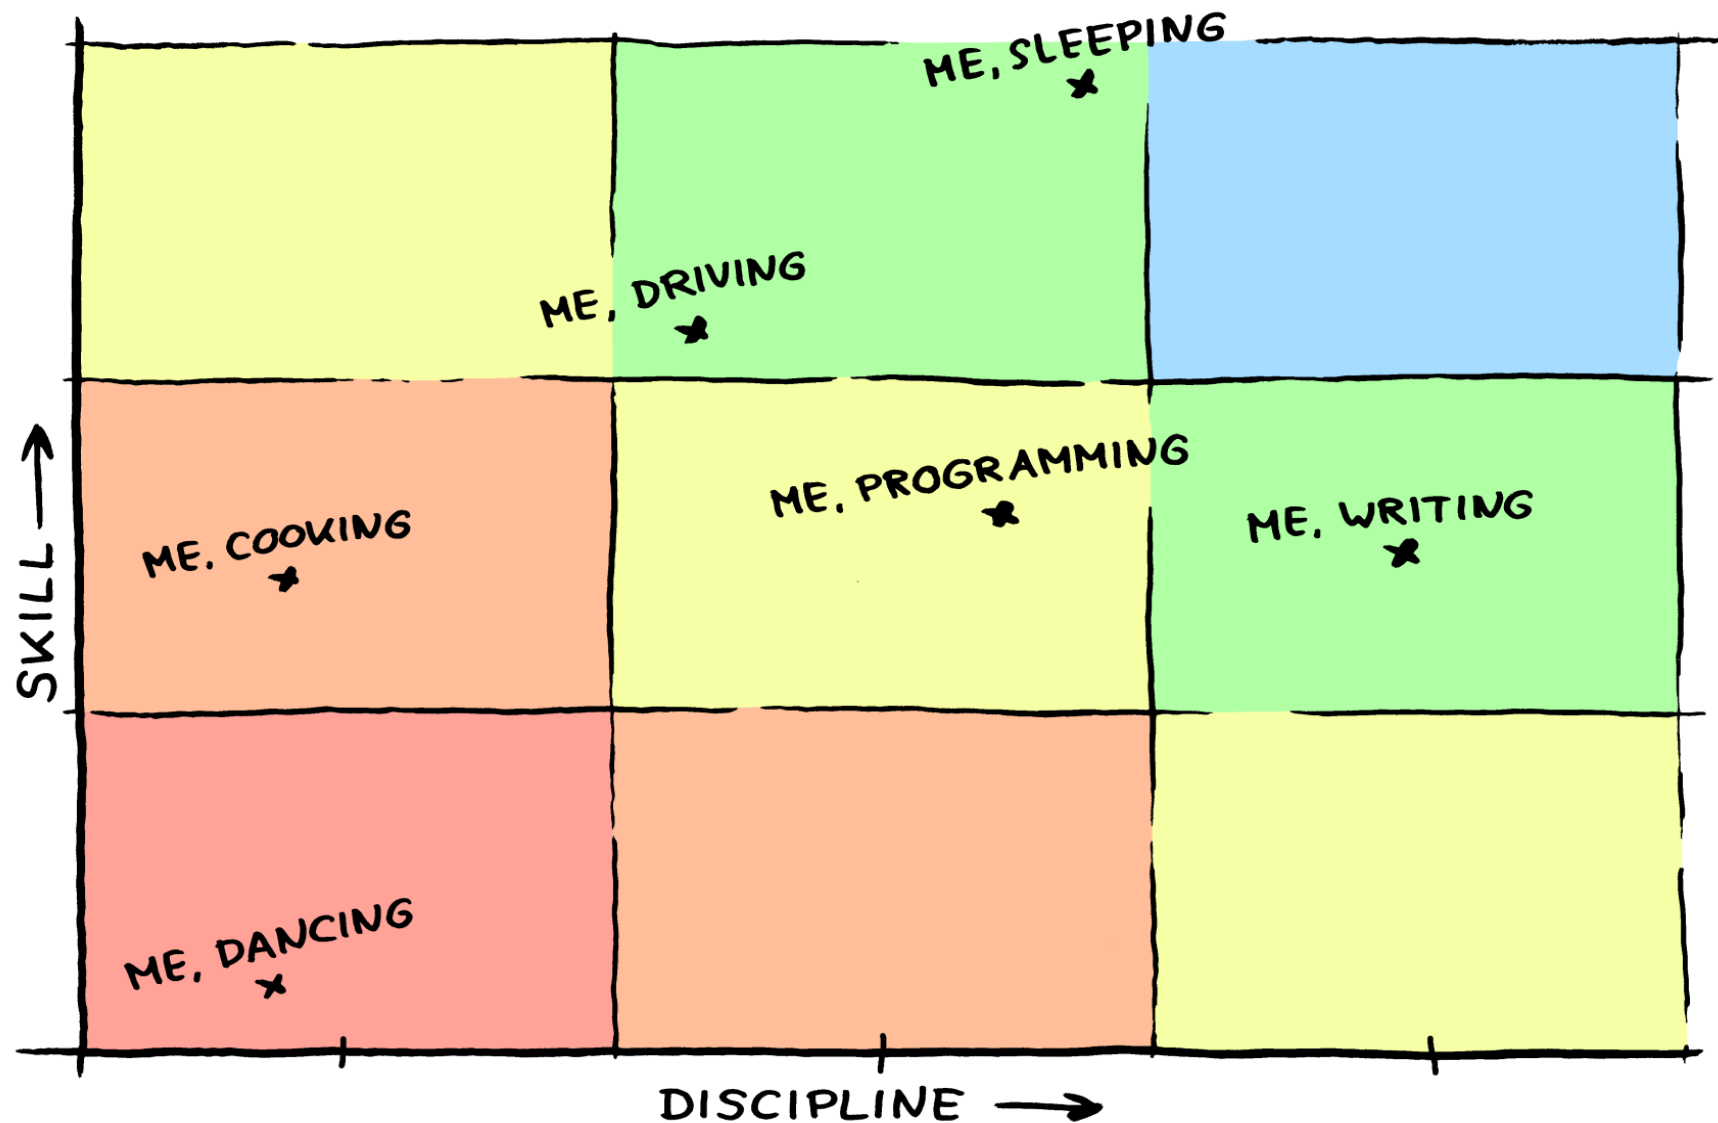 ME, SLEEPING
ME, DRIVING
ME, PROGRAMMING
ME, WRITING
ME, COOKING
ME, DANCING
SKILL
DISCIPLINE